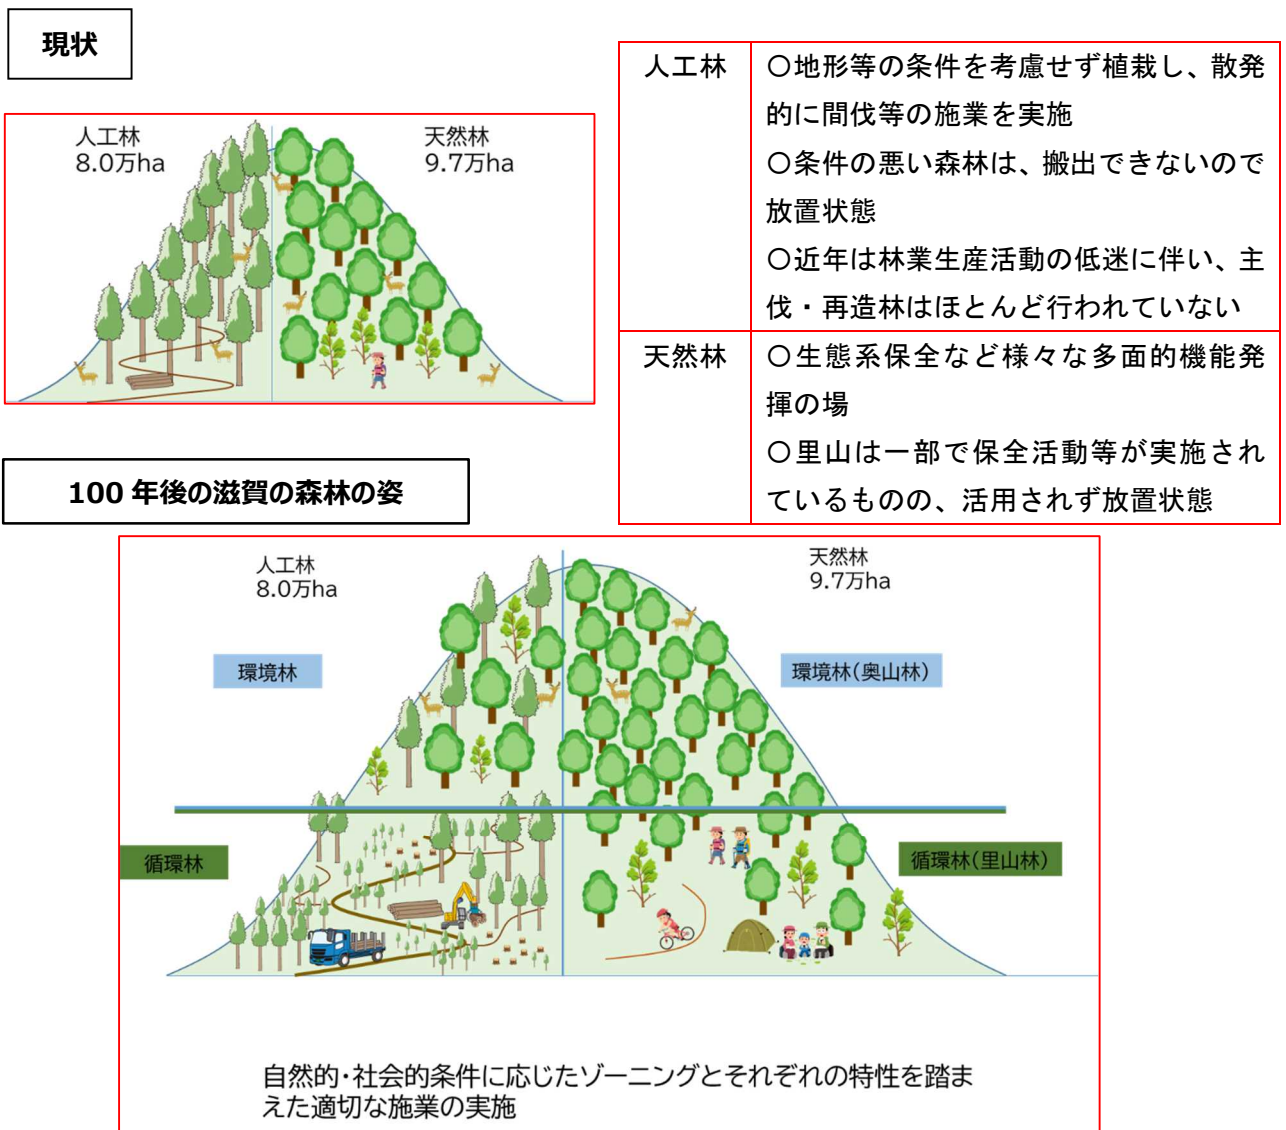 現状
人工林
8.0万ha
天然林
9.7万ha
人工林
〇地形等の条件を考慮せず植栽し、散発
的に間伐等の施業を実施
〇条件の悪い森林は、搬出できないので
放置状態
〇近年は林業生産活動の低迷に伴い、主
伐・再造林はほとんど行われていない
天然林
〇生態系保全など様々な多面的機能発
揮の場
〇里山は一部で保全活動等が実施され
ているものの、活用されず放置状態
100 年後の滋賀の森林の姿
人工林
8.0万ha
天然林
9.7万ha
環境林
環境林(奥山林)
循環林
循環林(里山林)
自然的・社会的条件に応じたゾーニングとそれぞれの特性を踏ま
えた適切な施業の実施